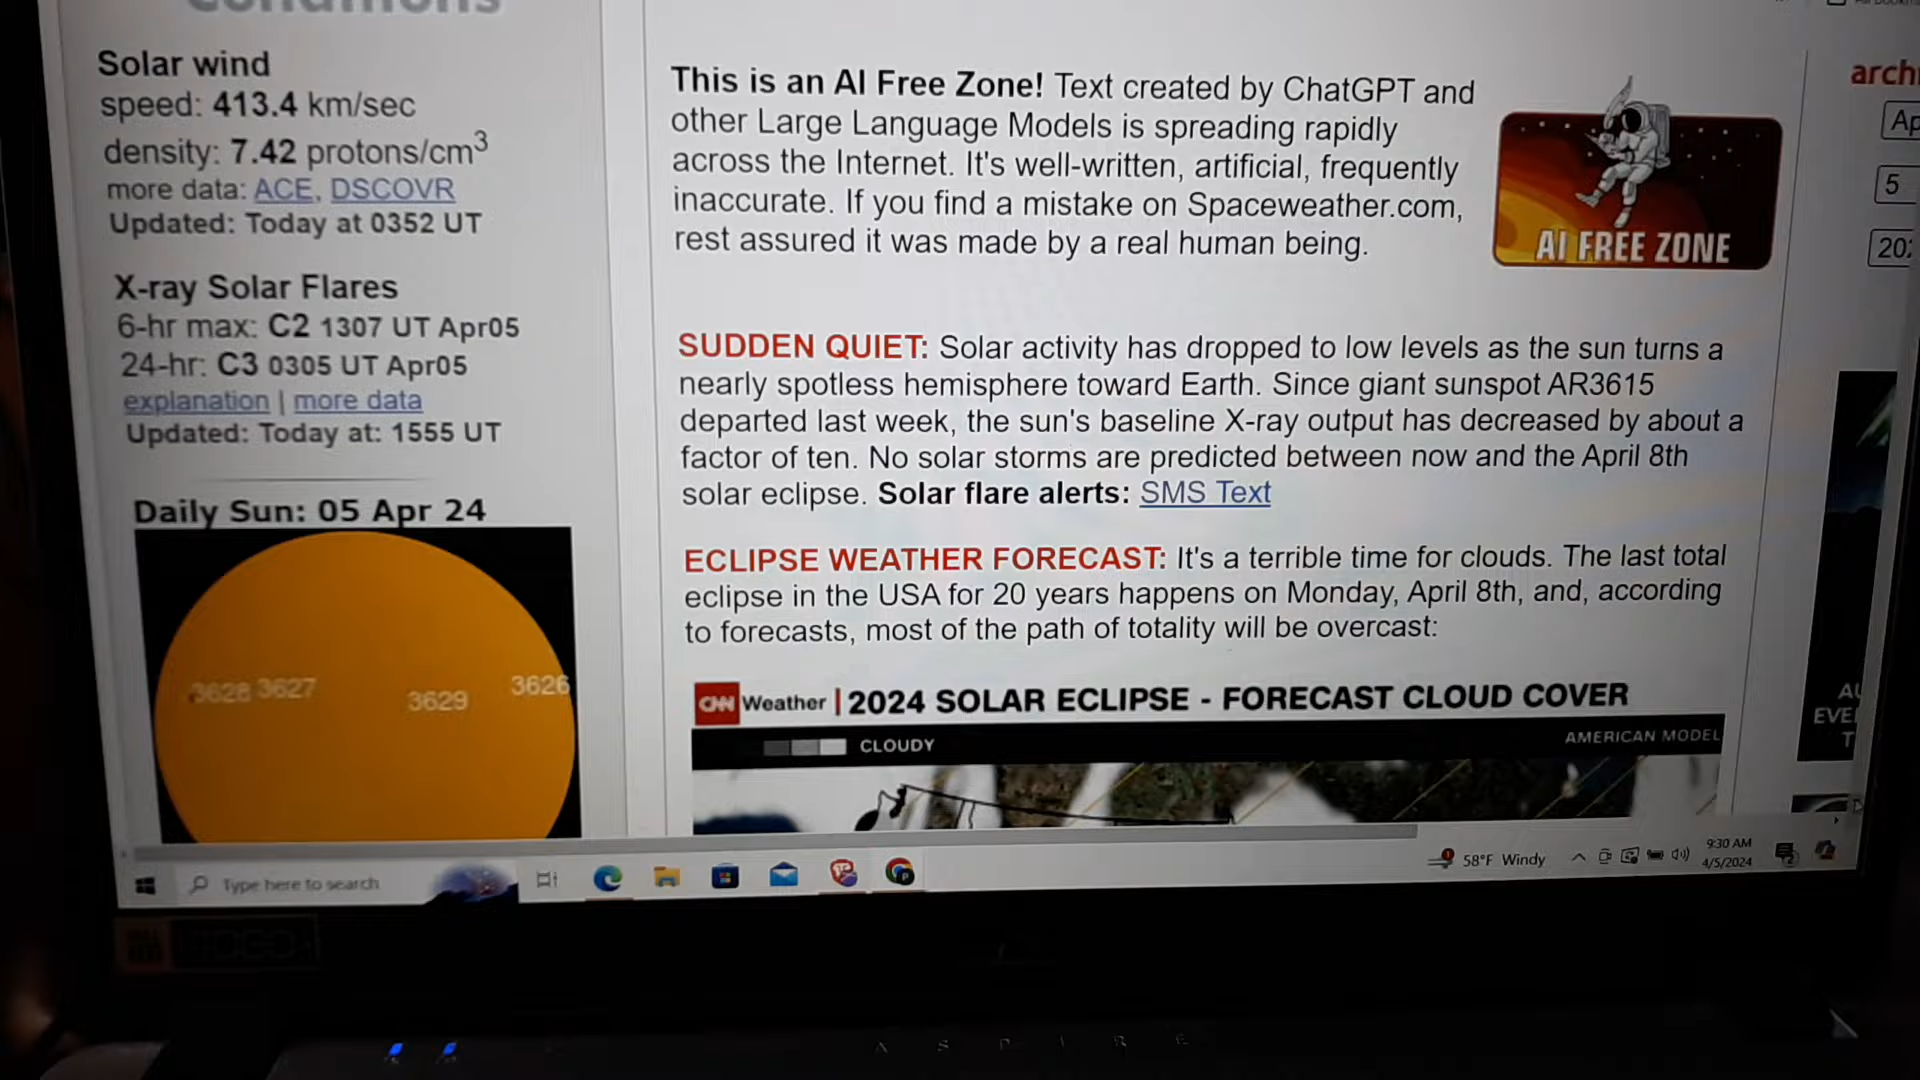 Solar wind
speed: 413.4 km/sec
density: 7.42 protons/cm³
more data: ACE, DSCOVR
Updated: Today at 0352 UT
X-ray Solar Flares
6-hr max: C2 1307 UT Apr05
24-hr: C3 0305 UT Apr05
explanation | more data
Updated: Today at: 1555 UT
Daily Sun: 05 Apr 24
3628 3627 3629 3626
This is an AI Free Zone! Text created by ChatGPT and
other Large Language Models is spreading rapidly
across the Internet. It's well-written, artificial, frequently
inaccurate. If you find a mistake on Spaceweather.com,
rest assured it was made by a real human being.
AI FREE ZONE
SUDDEN QUIET: Solar activity has dropped to low levels as the sun turns a
nearly spotless hemisphere toward Earth. Since giant sunspot AR3615
departed last week, the sun's baseline X-ray output has decreased by about a
factor of ten. No solar storms are predicted between now and the April 8th
solar eclipse. Solar flare alerts: SMS Text
ECLIPSE WEATHER FORECAST: It's a terrible time for clouds. The last total
eclipse in the USA for 20 years happens on Monday, April 8th, and, according
to forecasts, most of the path of totality will be overcast:
CNN Weather | 2024 SOLAR ECLIPSE - FORECAST CLOUD COVER
CLOUDY
AMERICAN MODEL
5
Type here to search
58°F Windy
9:30 AM
4/5/2024
ASPIRE